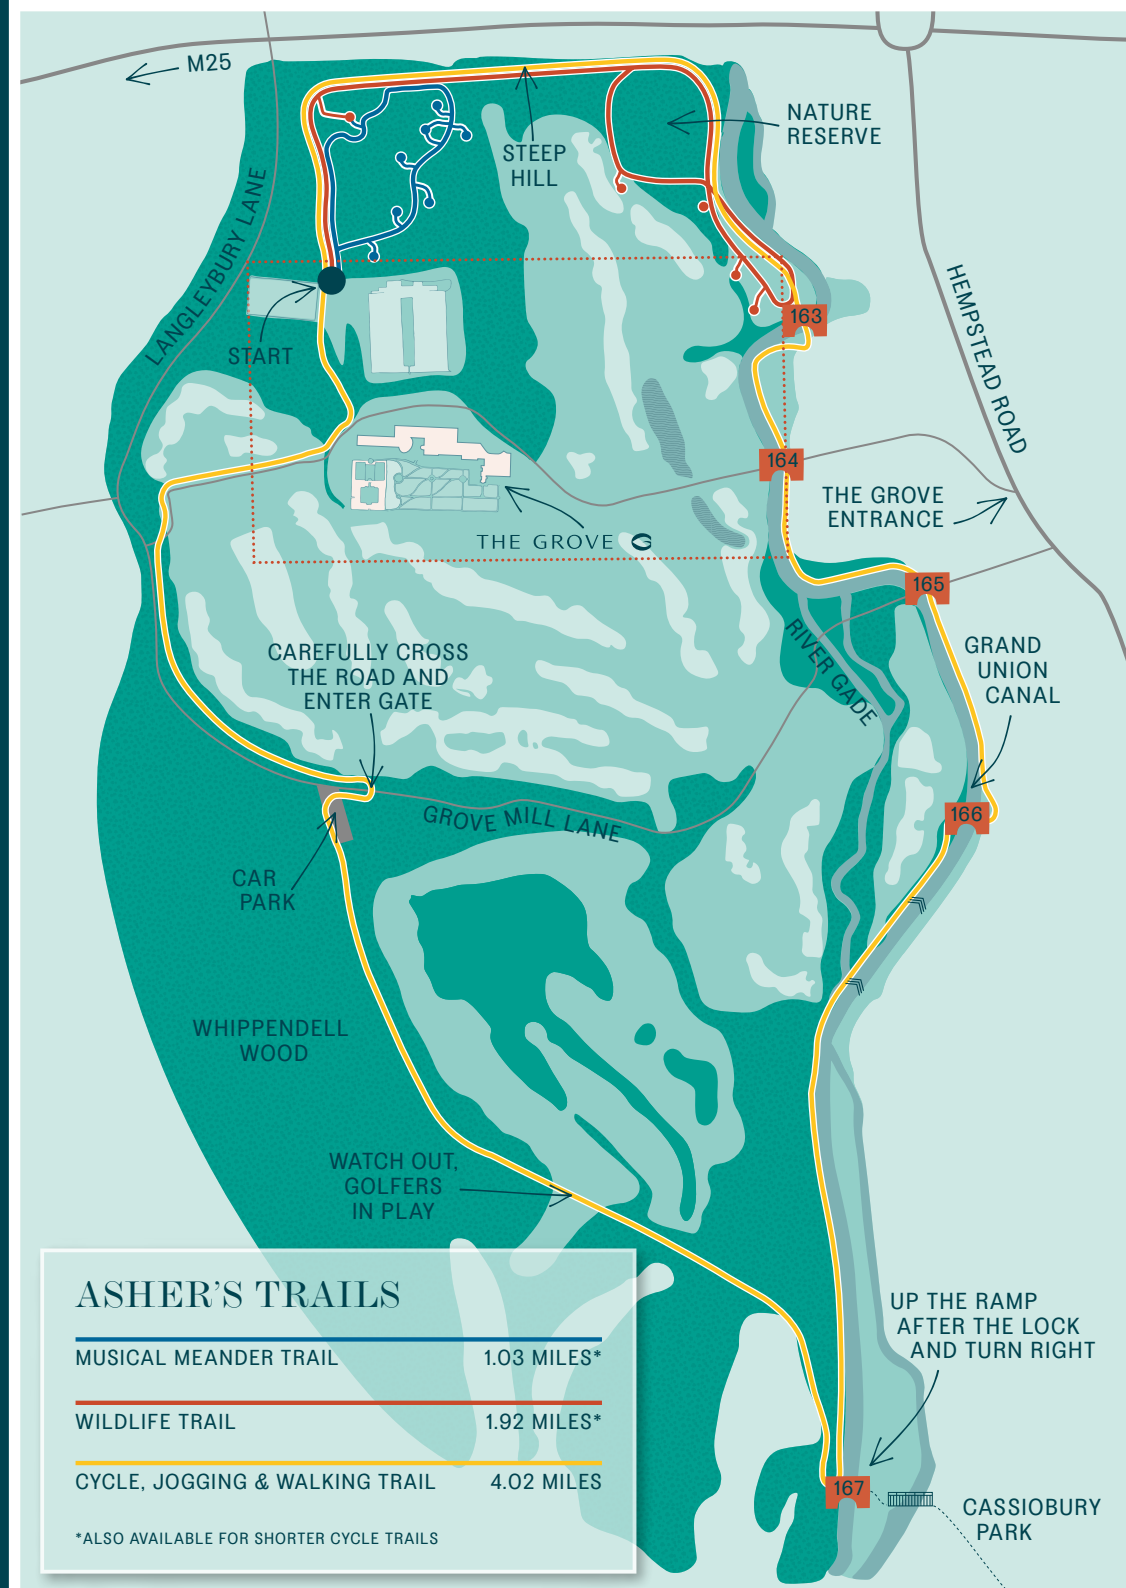 M25
NATURE
RESERVE
STEEP
HILL
LANGLEYBURY LANE
HEMPSTEAD ROAD
START
163
164
THE GROVE
ENTRANCE
THE GROVE
165
RIVER GADE
GRAND
UNION
CANAL
CAREFULLY CROSS
THE ROAD AND
ENTER GATE
GROVE MILL LANE
166
CAR
PARK
WHIPPENDELL
WOOD
WATCH OUT,
GOLFERS
IN PLAY
UP THE RAMP
AFTER THE LOCK
AND TURN RIGHT
167
CASSIOBURY
PARK
ASHER'S TRAILS
MUSICAL MEANDER TRAIL 1.03 MILES*
WILDLIFE TRAIL 1.92 MILES*
CYCLE, JOGGING & WALKING TRAIL 4.02 MILES
*ALSO AVAILABLE FOR SHORTER CYCLE TRAILS